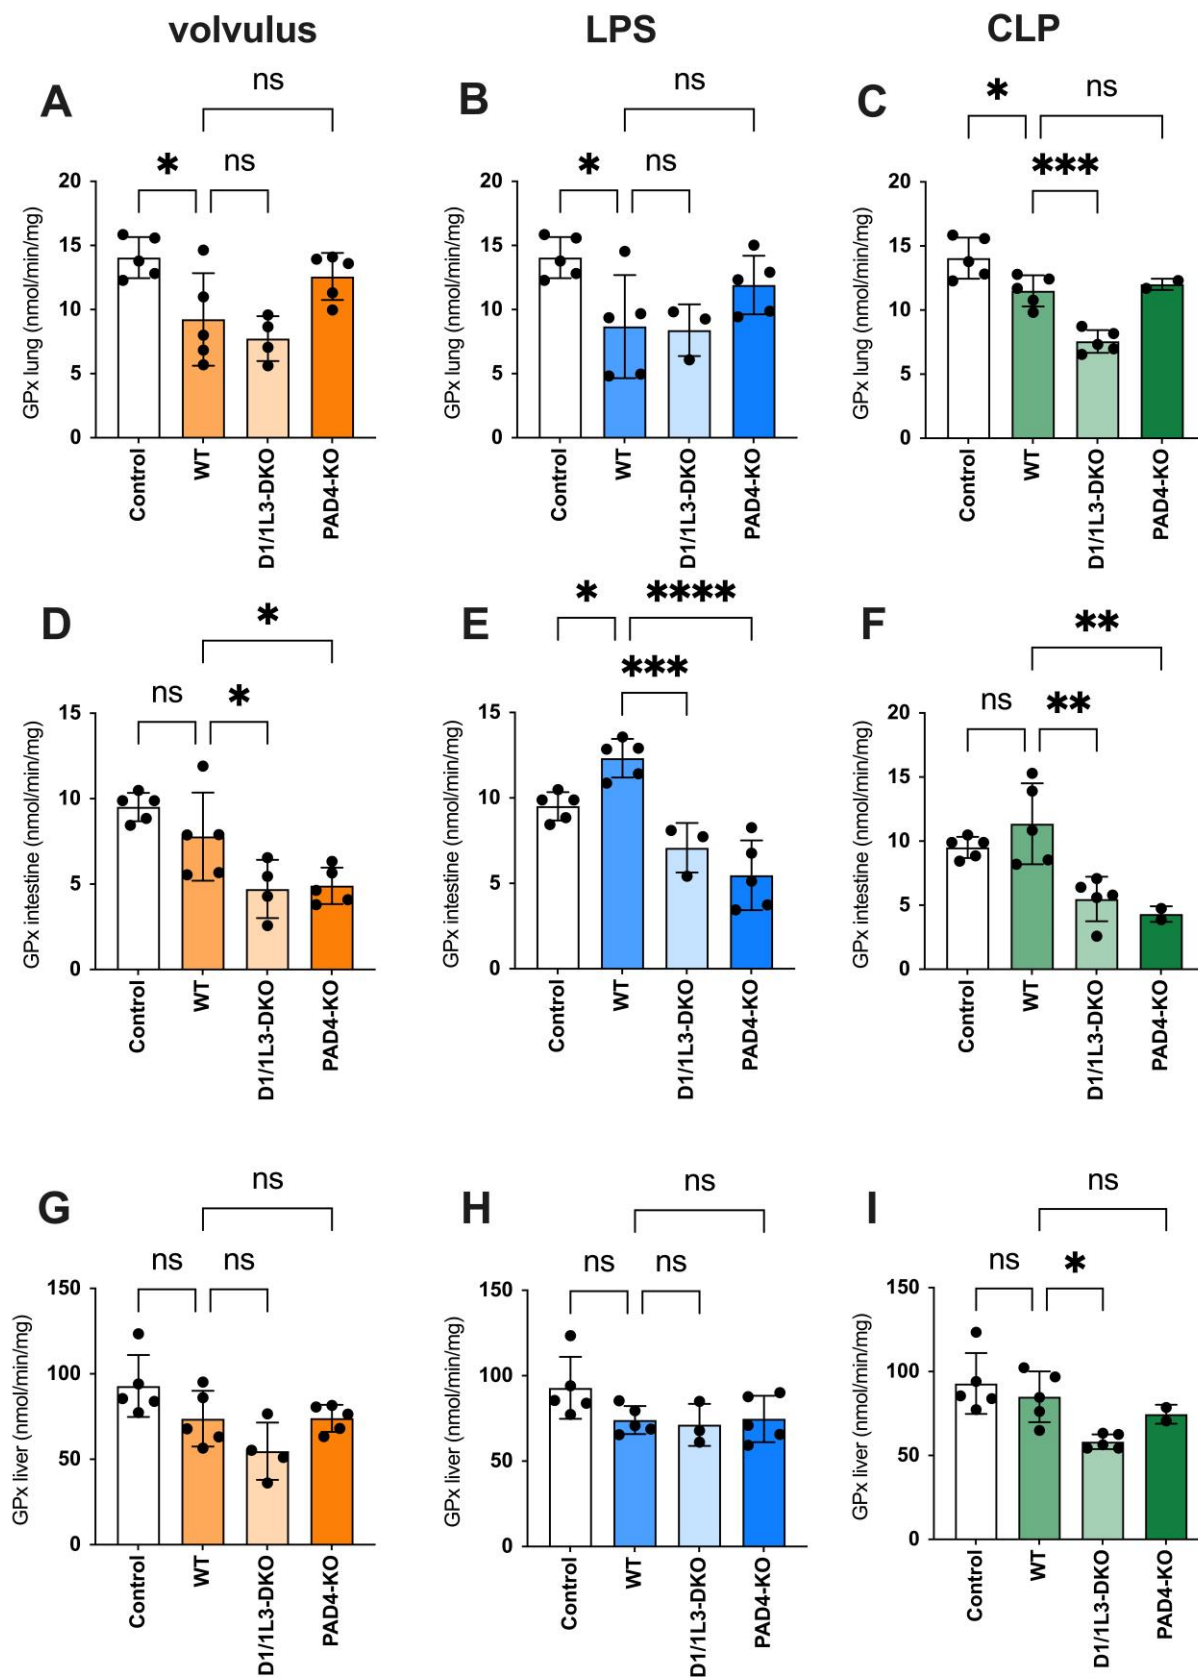 volvulus LPS CLP
A ns B ns C * ns
* ns * ns ***
20 20 20
15 15 15
10 10 10
5 5 5
0 0 0
GPx lung (nmol/min/mg) GPx lung (nmol/min/mg) GPx lung (nmol/min/mg)
Control WT D1/1L3-DKO PAD4-KO Control WT D1/1L3-DKO PAD4-KO Control WT D1/1L3-DKO PAD4-KO
D * E * **** F **
ns * *** ns **
15 15 20
10 10 15
5 5 10
0 0 5
0
GPx intestine (nmol/min/mg) GPx intestine (nmol/min/mg) GPx intestine (nmol/min/mg)
Control WT D1/1L3-DKO PAD4-KO Control WT D1/1L3-DKO PAD4-KO Control WT D1/1L3-DKO PAD4-KO
G ns H ns I ns
ns ns ns ns ns *
150 150 150
100 100 100
50 50 50
0 0 0
GPx liver (nmol/min/mg) GPx liver (nmol/min/mg) GPx liver (nmol/min/mg)
Control WT D1/1L3-DKO PAD4-KO Control WT D1/1L3-DKO PAD4-KO Control WT D1/1L3-DKO PAD4-KO